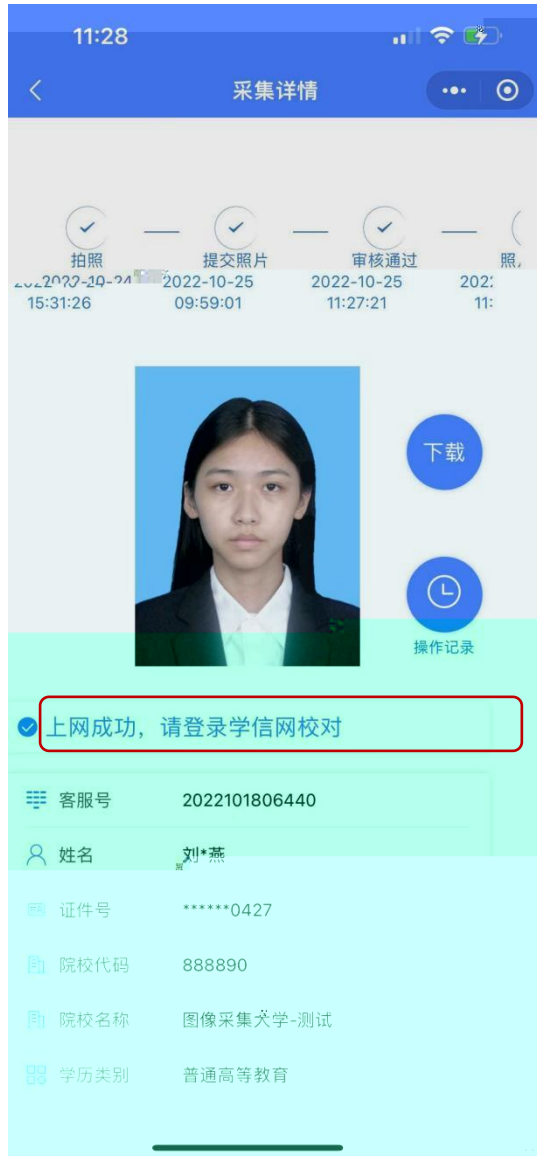 11:28
采集详情
拍照 提交照片 审核通过
2022-10-24 2022-10-25 2022-10-25
15:31:26 09:59:01 11:27:21 11:
下载
操作记录
上网成功，请登录学信网校对
客服号 2022101806440
姓名 刘*燕
证件号 ******0427
院校代码 888890
院校名称 图像采集大学-测试
学历类别 普通高等教育